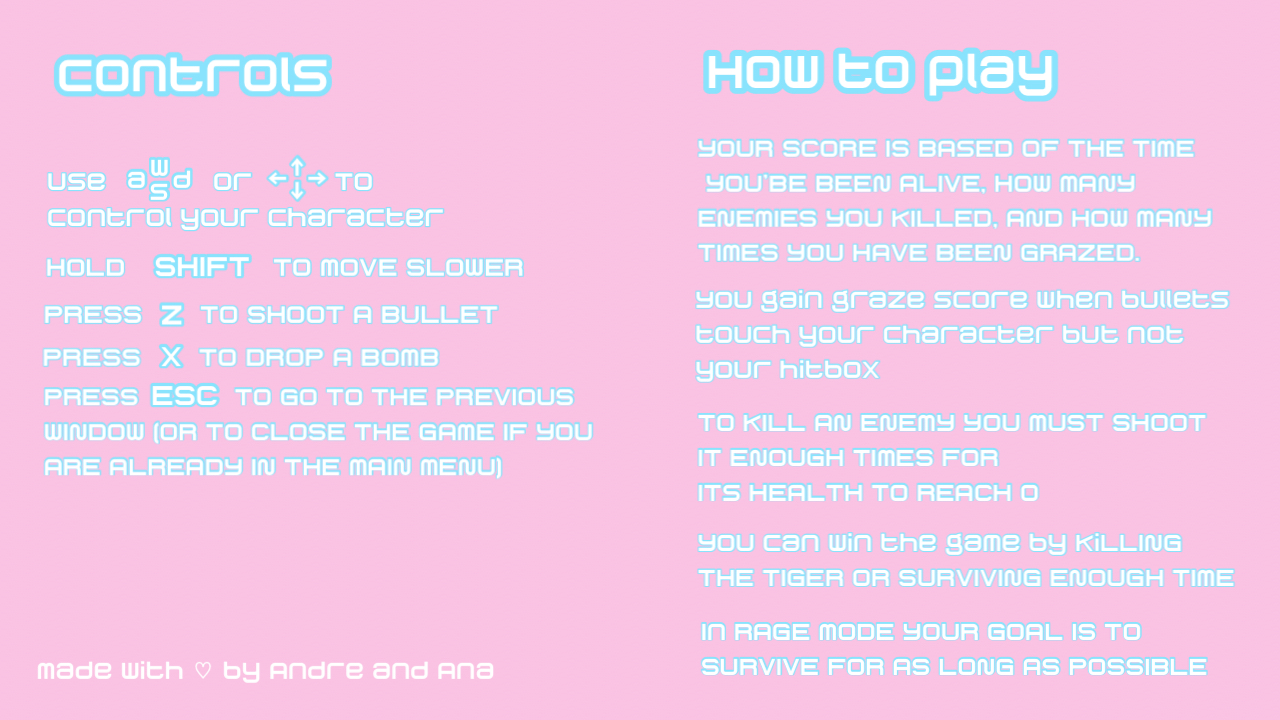 controls
use a w s d or ← ↑ ↓ → TO
control your character
HOLD SHIFT TO MOVE SLOWER
PRESS Z TO SHOOT A BULLET
PRESS X TO DROP A BOMB
PRESS ESC TO GO TO THE PREVIOUS
WINDOW (OR TO CLOSE THE GAME IF YOU
ARE ALREADY IN THE MAIN MENU)
made with ♡ by Andre and Ana
How to play
YOUR SCORE IS BASED OF THE TIME
YOU'BE BEEN ALIVE, HOW MANY
ENEMIES YOU KILLED, AND HOW MANY
TIMES YOU HAVE BEEN GRAZED.
you gain graze score when bullets
touch your character but not
your hitbox
TO KILL AN ENEMY YOU MUST SHOOT
IT ENOUGH TIMES FOR
ITS HEALTH TO REACH 0
you can win the game by KiLLING
THE TIGER OR SURVIVING ENOUGH TIME
IN RAGE MODE YOUR GOAL IS TO
SURVIVE FOR AS LONG AS POSSIBLE